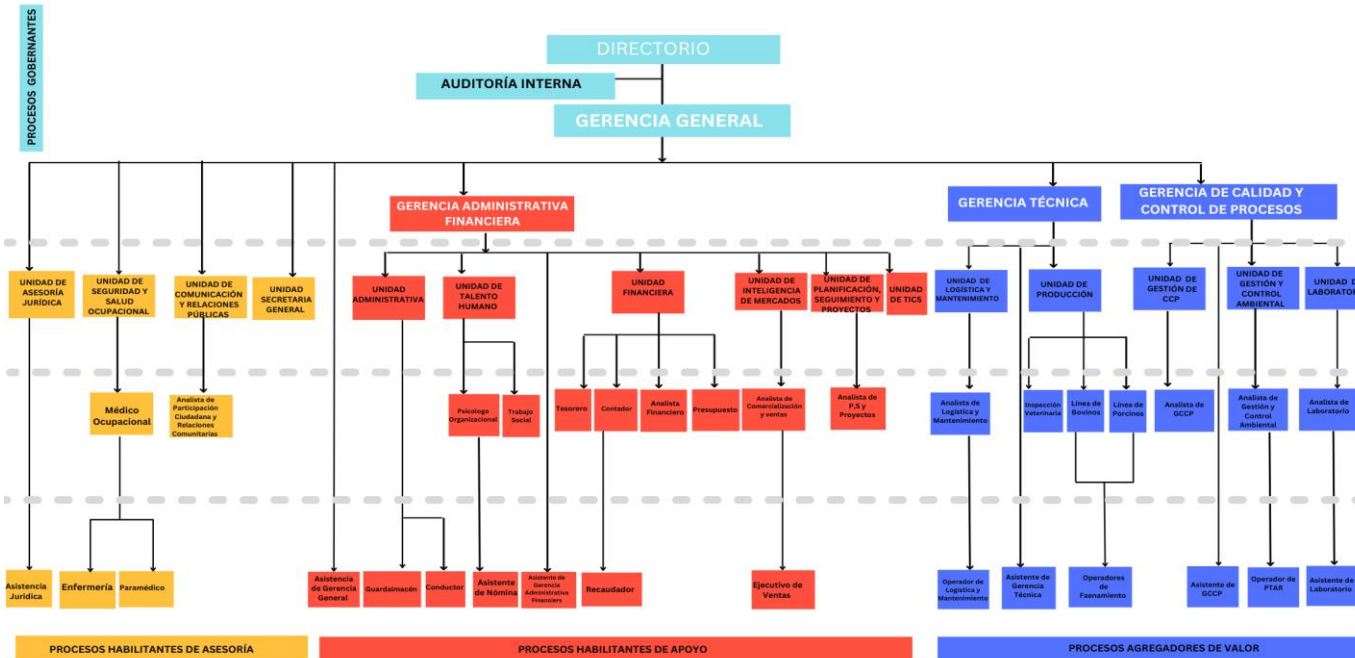 PROCESOS GOBERNANTES
DIRECTORIO
AUDITORÍA INTERNA
GERENCIA GENERAL
GERENCIA ADMINISTRATIVA
FINANCIERA
GERENCIA TÉCNICA
GERENCIA DE CALIDAD Y
CONTROL DE PROCESOS
UNIDAD DE
ASESORÍA
JURÍDICA
UNIDAD DE
SEGURIDAD Y
SALUD
OCUPACIONAL
UNIDAD DE
COMUNICACIÓN
Y RELACIONES
PÚBLICAS
UNIDAD
SECRETARIA
GENERAL
UNIDAD
ADMINISTRATIVA
UNIDAD DE
TALENTO
HUMANO
UNIDAD
FINANCIERA
UNIDAD DE
INTELIGENCIA
DE MERCADOS
UNIDAD DE
PLANIFICACIÓN,
SEGUIMIENTO Y
PROYECTOS
UNIDAD
DE TICS
UNIDAD DE
LOGÍSTICA Y
MANTENIMIENTO
UNIDAD DE
PRODUCCIÓN
UNIDAD DE
GESTIÓN DE
CCP
UNIDAD DE
GESTIÓN Y
CONTROL
AMBIENTAL
UNIDAD DE
LABORATOR
Médico
Ocupacional
Analista de
Participación
Ciudadana y
Relaciones
Comunitarias
Psicologo
Organizacional
Trabajo
Social
Tesorero
Contador
Analista
Financiero
Presupuesto
Analista de
Comercialización
y ventas
Analista de
P,S y
Proyectos
Analista de
Logística y
Mantenimiento
Inspección
Veterinaria
Línea de
Bovinos
Línea de
Porcinos
Analista de
GCCP
Analista de
Gestión y
Control
Ambiental
Analista de
Laboratorio
Asistencia
Juridica
Enfermería
Paramédico
Asistencia
de Gerencia
General
Guardalmacén
Conductor
Asistente
de Nómina
Asistente de
Gerencia
Administrativa
Financiers
Recaudador
Ejecutivo de
Ventas
Operador de
Logística y
Mantenimiento
Asistente de
Gerencia
Técnica
Operadores
de
Faenamiento
Asistente de
GCCP
Operador de
PTAR
Asistente de
Laboratorio
PROCESOS HABILITANTES DE ASESORÍA
PROCESOS HABILITANTES DE APOYO
PROCESOS AGREGADORES DE VALOR